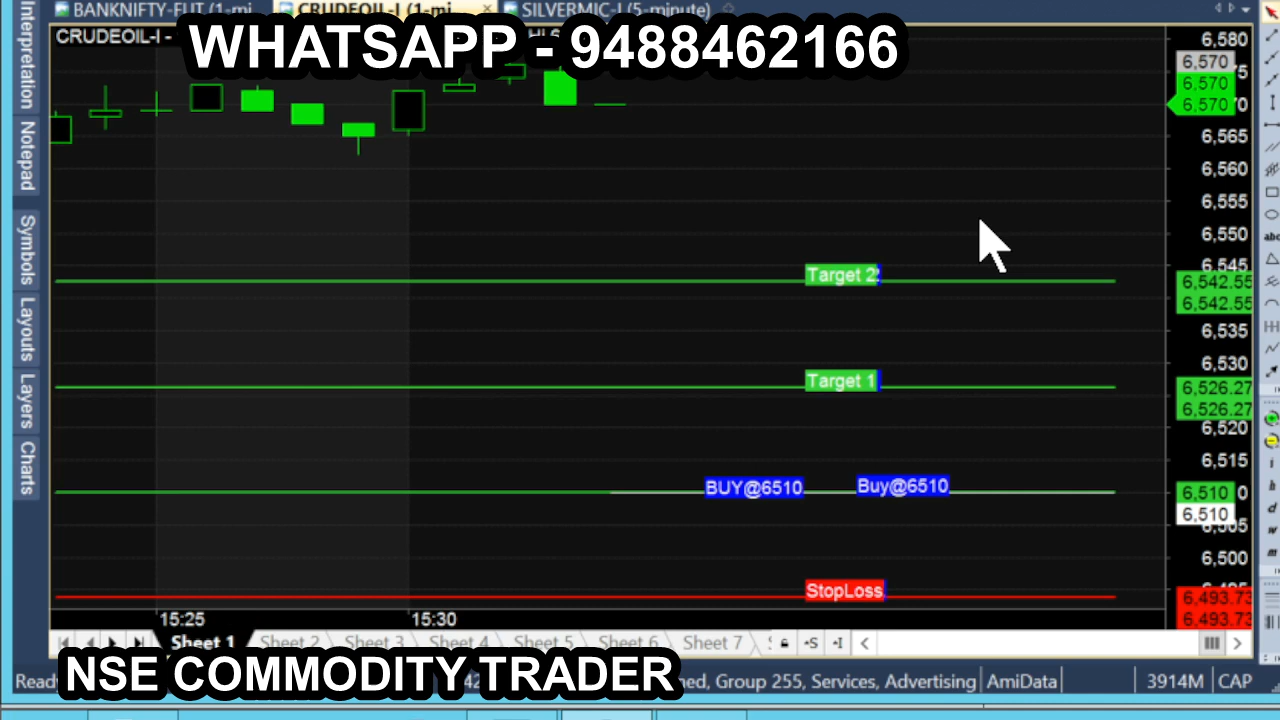 BANKNIFTY-FUT (1-mi
CRUDEOIL-I (1-mi
SILVERMIC-I (5-minute)
CRUDEOIL-I -
WHATSAPP - 9488462166
Interpretation
Notepad
Symbols
Layouts
Layers
Charts
6,580
6,570
6,570
6,570
6,565
6,560
6,555
6,550
6,545
6,542.55
6,542.55
6,535
6,530
6,526.27
6,526.27
6,520
6,515
6,510
6,510
6,505
6,500
6,493.73
6,493.73
Target 2
Target 1
BUY@6510
Buy@6510
StopLoss
15:25
15:30
Sheet 1 Sheet 2 Sheet 3 Sheet 4 Sheet 5 Sheet 6 Sheet 7
NSE COMMODITY TRADER
Group 255, Services, Advertising AmiData 3914M CAP